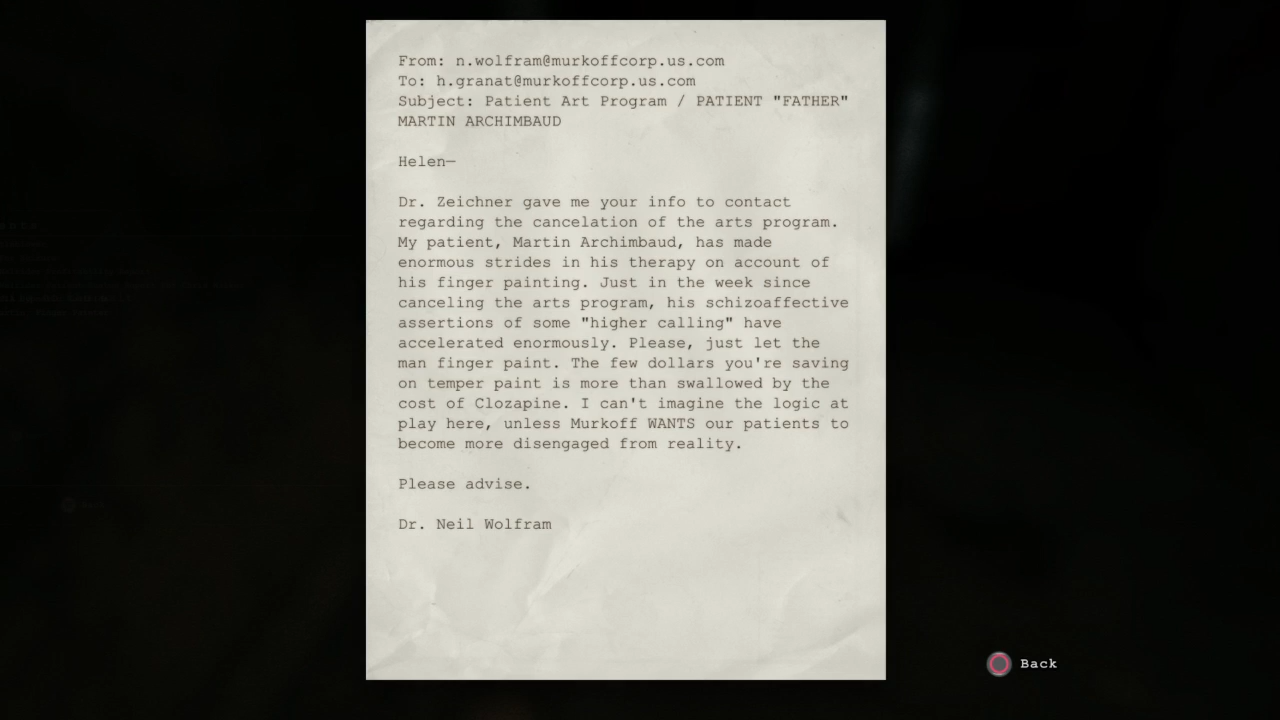 From: n.wolfram@murkoffcorp.us.com
To: h.granat@murkoffcorp.us.com
Subject: Patient Art Program / PATIENT "FATHER"
MARTIN ARCHIMBAUD
Helen—
Dr. Zeichner gave me your info to contact
regarding the cancelation of the arts program.
My patient, Martin Archimbaud, has made
enormous strides in his therapy on account of
his finger painting. Just in the week since
canceling the arts program, his schizoaffective
assertions of some "higher calling" have
accelerated enormously. Please, just let the
man finger paint. The few dollars you're saving
on temper paint is more than swallowed by the
cost of Clozapine. I can't imagine the logic at
play here, unless Murkoff WANTS our patients to
become more disengaged from reality.
Please advise.
Dr. Neil Wolfram
Back